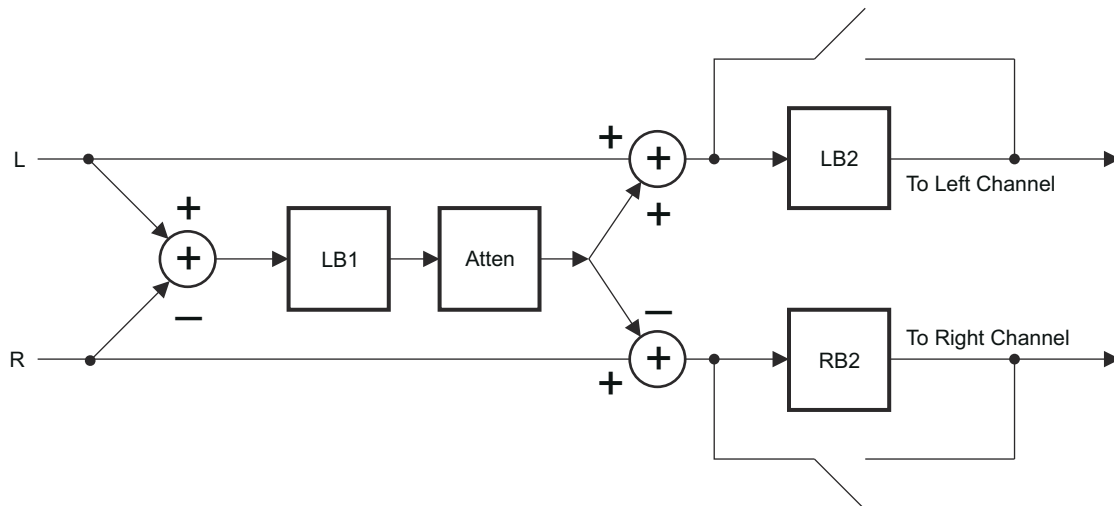 L
+
+
+
LB2
To Left Channel
+
+
LB1
Atten
−
−
R
+
+
RB2
To Right Channel